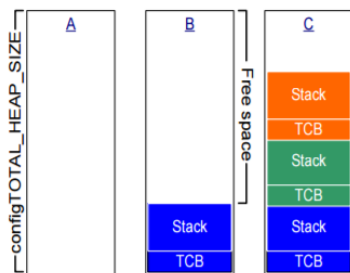 configTOTAL_HEAP_SIZE
A
B
Free space
Stack
TCB
C
Stack
TCB
Stack
TCB
Stack
TCB